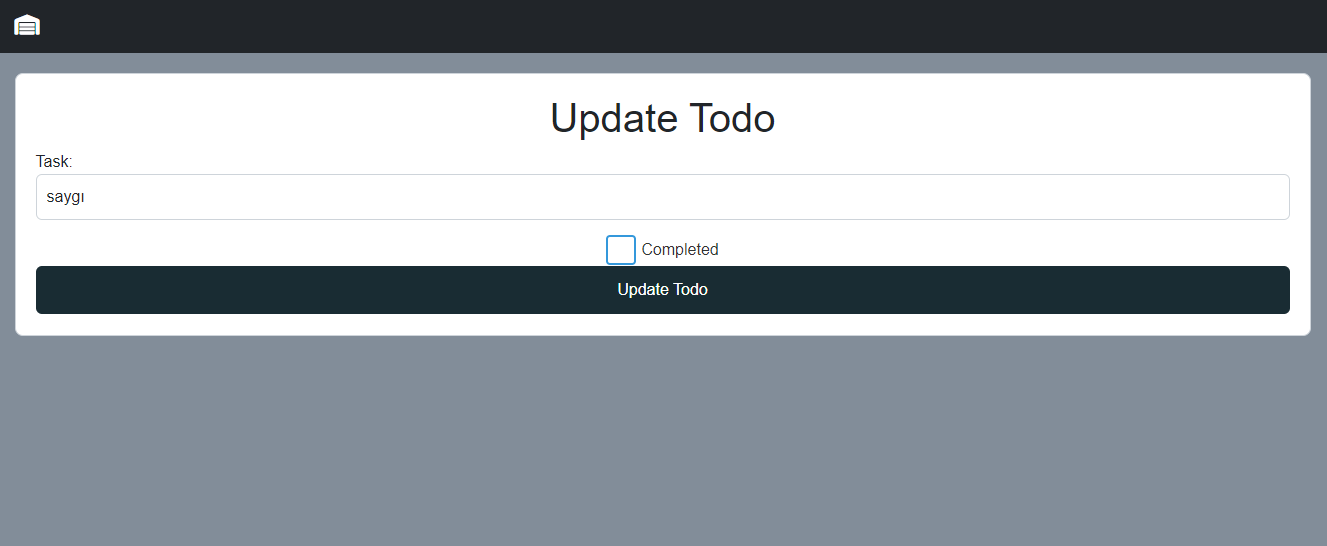 Update Todo
Task:
saygı
Completed
Update Todo